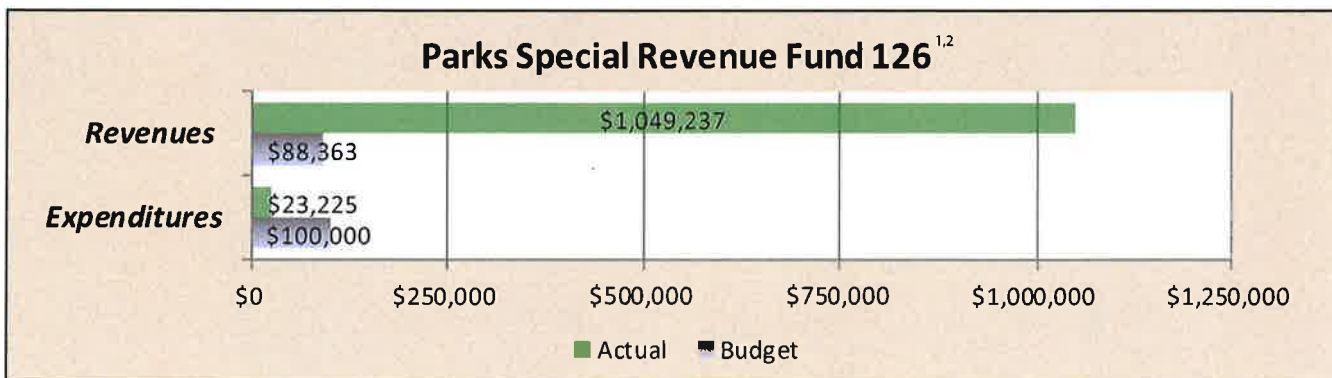 Parks Special Revenue Fund 126 1,2
Revenues
$1,049,237
$88,363
Expenditures
$23,225
$100,000
$0 $250,000 $500,000 $750,000 $1,000,000 $1,250,000
Actual Budget